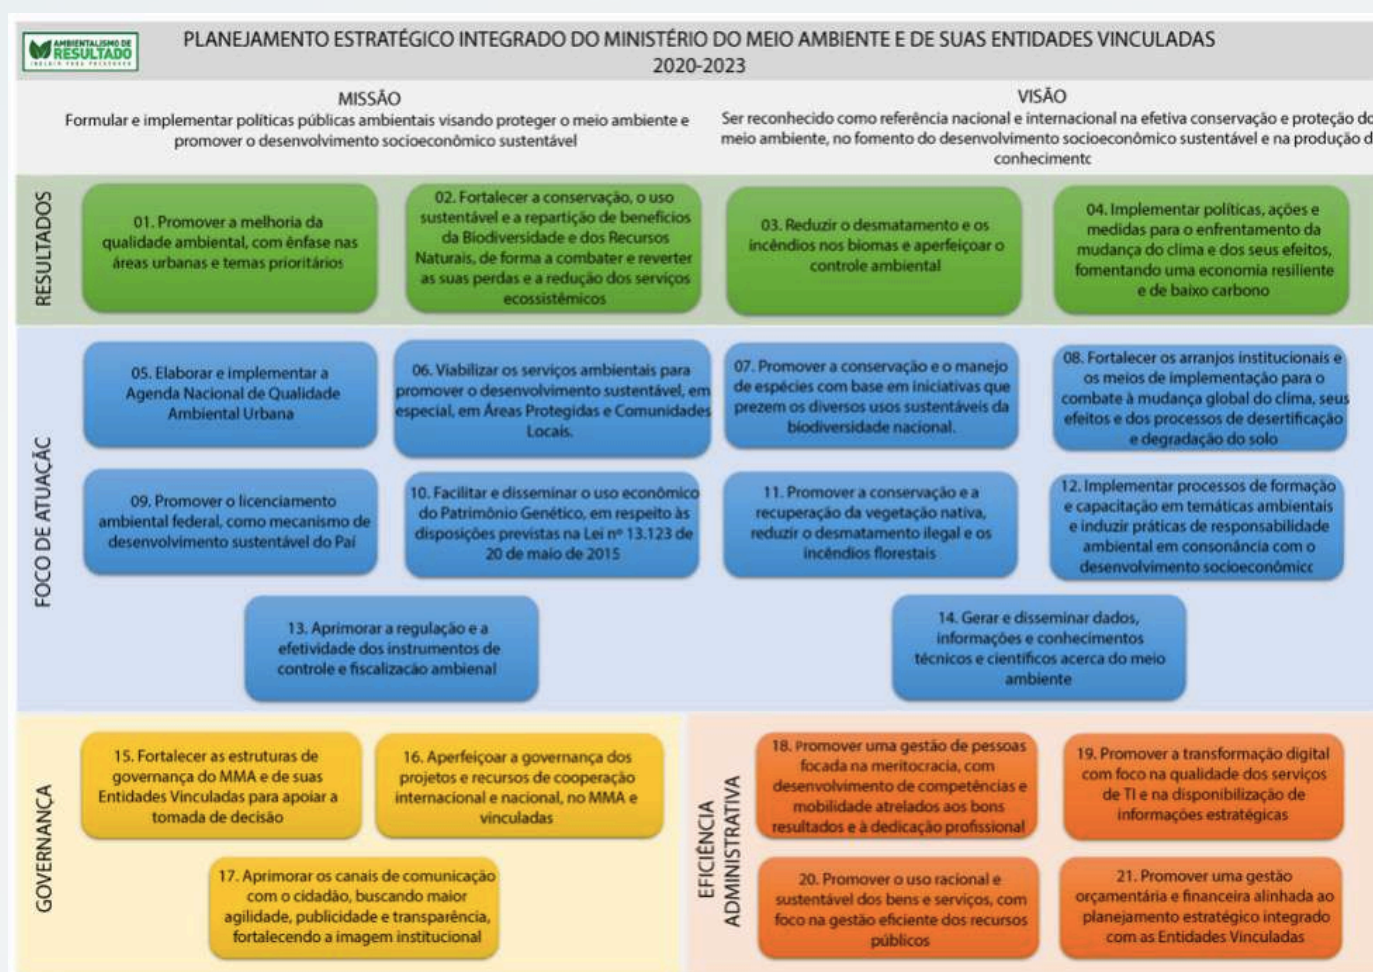 AMBIENTALISMO DE
RESULTADO
PLANEJAMENTO ESTRATÉGICO INTEGRADO DO MINISTÉRIO DO MEIO AMBIENTE E DE SUAS ENTIDADES VINCULADAS
2020-2023
MISSÃO
Formular e implementar políticas públicas ambientais visando proteger o meio ambiente e
promover o desenvolvimento socioeconômico sustentável
VISÃO
Ser reconhecido como referência nacional e internacional na efetiva conservação e proteção do
meio ambiente, no fomento do desenvolvimento socioeconômico sustentável e na produção d
conhecimentc
RESULTADOS
01. Promover a melhoria da
qualidade ambiental, com ênfase nas
áreas urbanas e temas prioritários
02. Fortalecer a conservação, o uso
sustentável e a repartição de benefícios
da Biodiversidade e dos Recursos
Naturais, de forma a combater e reverter
as suas perdas e a redução dos serviços
ecossistêmicos
03. Reduzir o desmatamento e os
incêndios nos biomas e aperfeiçoar o
controle ambiental
04. Implementar políticas, ações e
medidas para o enfrentamento da
mudança do clima e dos seus efeitos,
fomentando uma economia resiliente
e de baixo carbono
FOCO DE ATUAÇÃC
05. Elaborar e implementar a
Agenda Nacional de Qualidade
Ambiental Urbana
06. Viabilizar os serviços ambientais para
promover o desenvolvimento sustentável, em
especial, em Áreas Protegidas e Comunidades
Locais.
07. Promover a conservação e o manejo
de espécies com base em iniciativas que
prezem os diversos usos sustentáveis da
biodiversidade nacional.
08. Fortalecer os arranjos institucionais e
os meios de implementação para o
combate à mudança global do clima, seus
efeitos e dos processos de desertificação
e degradação do solo
09. Promover o licenciamento
ambiental federal, como mecanismo de
desenvolvimento sustentável do Paí
10. Facilitar e disseminar o uso econômico
do Patrimônio Genético, em respeito às
disposições previstas na Lei nº 13.123 de
20 de maio de 2015
11. Promover a conservação e a
recuperação da vegetação nativa,
reduzir o desmatamento ilegal e os
incêndios florestais
12. Implementar processos de formação
e capacitação em temáticas ambientais
e induzir práticas de responsabilidade
ambiental em consonância com o
desenvolvimento socioeconômicc
13. Aprimorar a regulação e a
efetividade dos instrumentos de
controle e fiscalizacão ambienal
14. Gerar e disseminar dados,
informações e conhecimentos
técnicos e científicos acerca do meio
ambiente
GOVERNANÇA
15. Fortalecer as estruturas de
governança do MMA e de suas
Entidades Vinculadas para apoiar a
tomada de decisão
16. Aperfeiçoar a governança dos
projetos e recursos de cooperação
internacional e nacional, no MMA e
vinculadas
17. Aprimorar os canais de comunicação
com o cidadão, buscando maior
agilidade, publicidade e transparência,
fortalecendo a imagem institucional
EFICIÊNCIA
ADMINISTRATIVA
18. Promover uma gestão de pessoas
focada na meritocracia, com
desenvolvimento de competências e
mobilidade atrelados aos bons
resultados e à dedicação profissional
19. Promover a transformação digital
com foco na qualidade dos serviços
de TI e na disponibilização de
informações estratégicas
20. Promover o uso racional e
sustentável dos bens e serviços, com
foco na gestão eficiente dos recursos
públicos
21. Promover uma gestão
orçamentária e financeira alinhada ao
planejamento estratégico integrado
com as Entidades Vinculadas